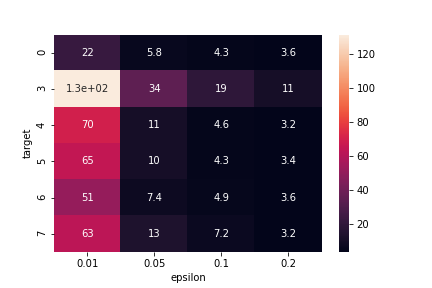 0 22 5.8 4.3 3.6
3 1.3e+02 34 19 11
4 70 11 4.6 3.2
5 65 10 4.3 3.4
6 51 7.4 4.9 3.6
7 63 13 7.2 3.2
0.01 0.05 0.1 0.2
epsilon
target
120
100
80
60
40
20